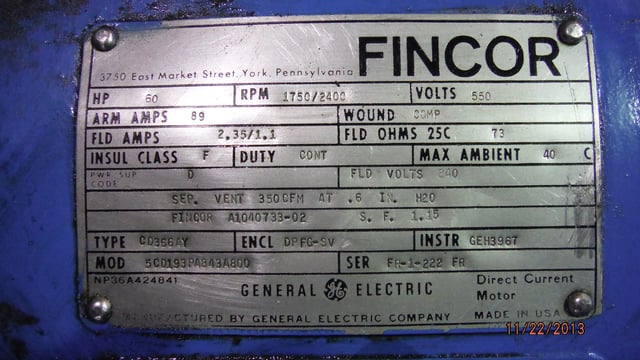 FINCOR
3750 East Market Street, York, Pennsylvania
HP 60 RPM 1750/2400 VOLTS 550
ARM AMPS 89 WOUND COMP
FLD AMPS 2,35/1,1 FLD OHMS 25C 73
INSUL CLASS F DUTY CONT MAX AMBIENT 40 C
PWR SUP CODE D FLD VOLTS 240
SEP. VENT 350CFM AT .6 IN. H2O
FINCOR A1040733-02 S. F. 1.15
TYPE CD366AY ENCL DPFG-SV INSTR GEH3967
MOD 5CD193PA843A800 SER FR-1-222 FR
NP36A424841 GENERAL GE ELECTRIC Direct Current
Motor
MANUFACTURED BY GENERAL ELECTRIC COMPANY MADE IN USA
11/22/2013